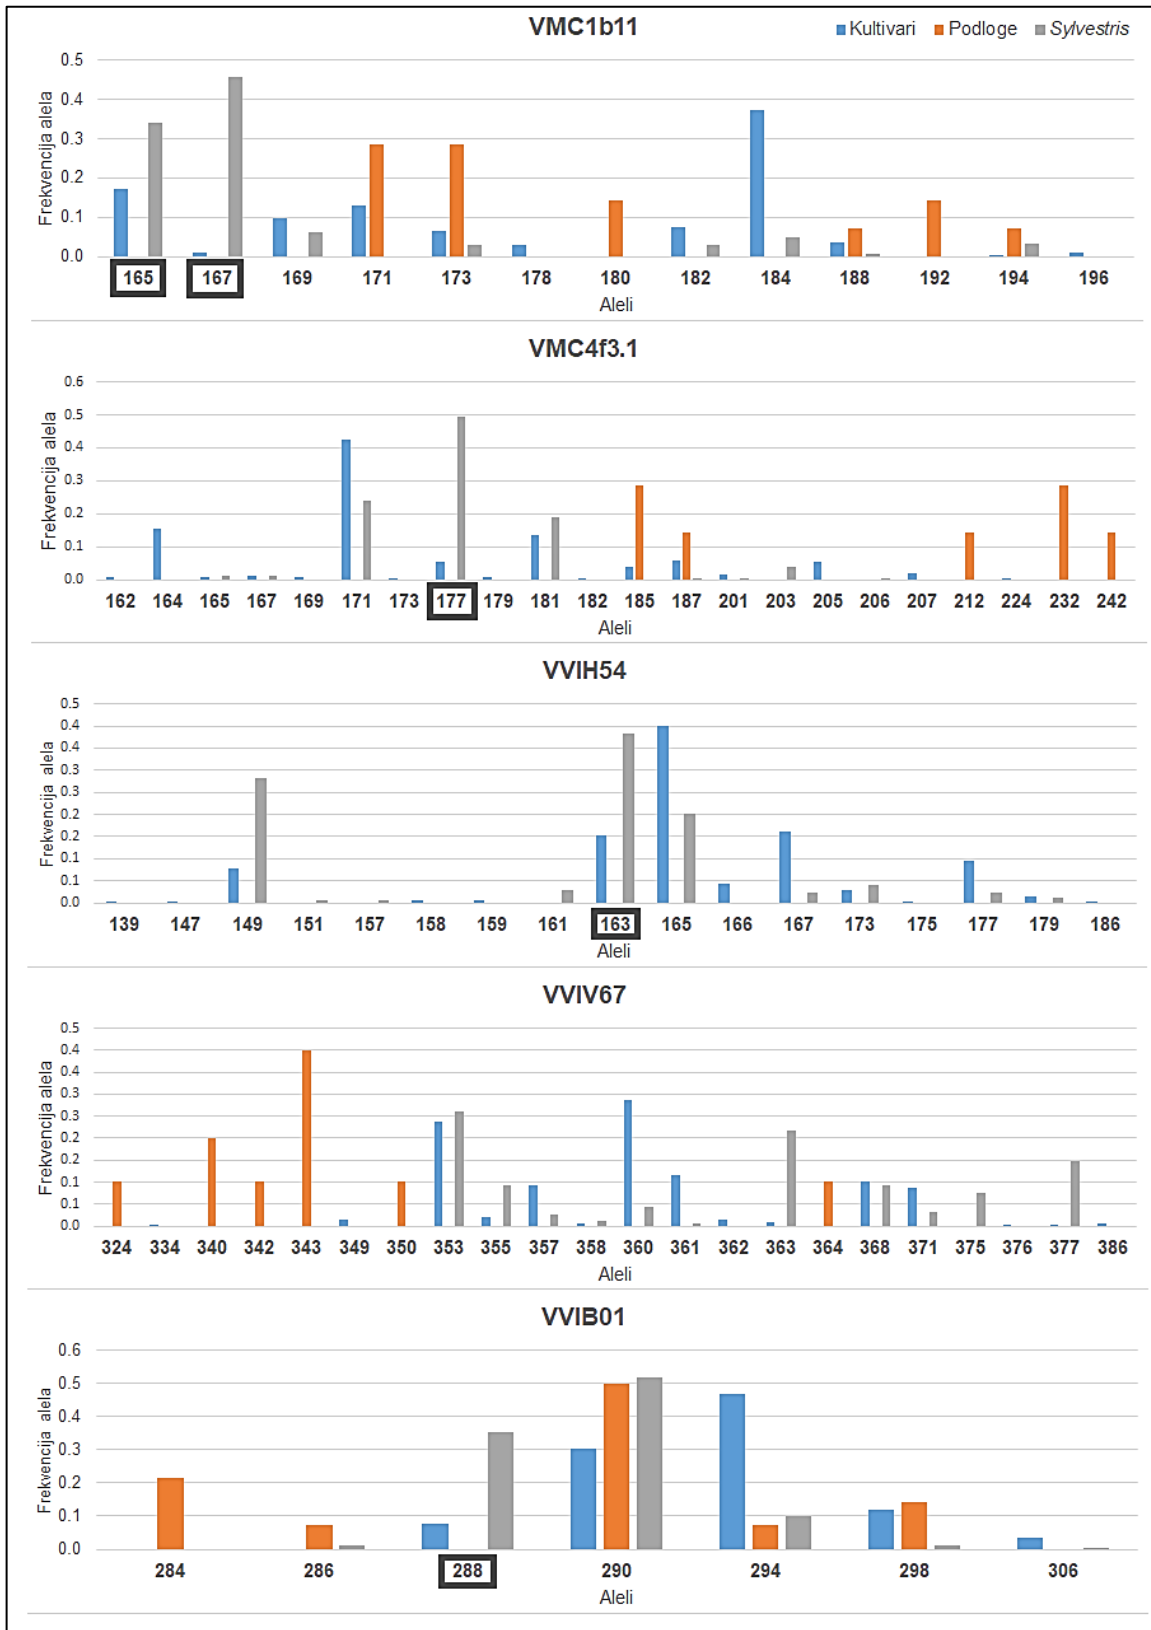 VMC1b11
Kultivari Podloge Sylvestris
Frekvencija alela
0.5
0.4
0.3
0.2
0.1
0.0
165 167 169 171 173 178 180 182 184 188 192 194 196
Aleli
VMC4f3.1
Frekvencija alela
0.6
0.5
0.4
0.3
0.2
0.1
0.0
162 164 165 167 169 171 173 177 179 181 182 185 187 201 203 205 206 207 212 224 232 242
Aleli
VVIH54
Frekvencija alela
0.5
0.4
0.4
0.3
0.3
0.2
0.2
0.1
0.1
0.0
139 147 149 151 157 158 159 161 163 165 166 167 173 175 177 179 186
Aleli
VVIV67
Frekvencija alela
0.5
0.4
0.4
0.3
0.3
0.2
0.2
0.1
0.1
0.0
324 334 340 342 343 349 350 353 355 357 358 360 361 362 363 364 368 371 375 376 377 386
Aleli
VVIB01
Frekvencija alela
0.6
0.5
0.4
0.3
0.2
0.1
0.0
284 286 288 290 294 298 306
Aleli